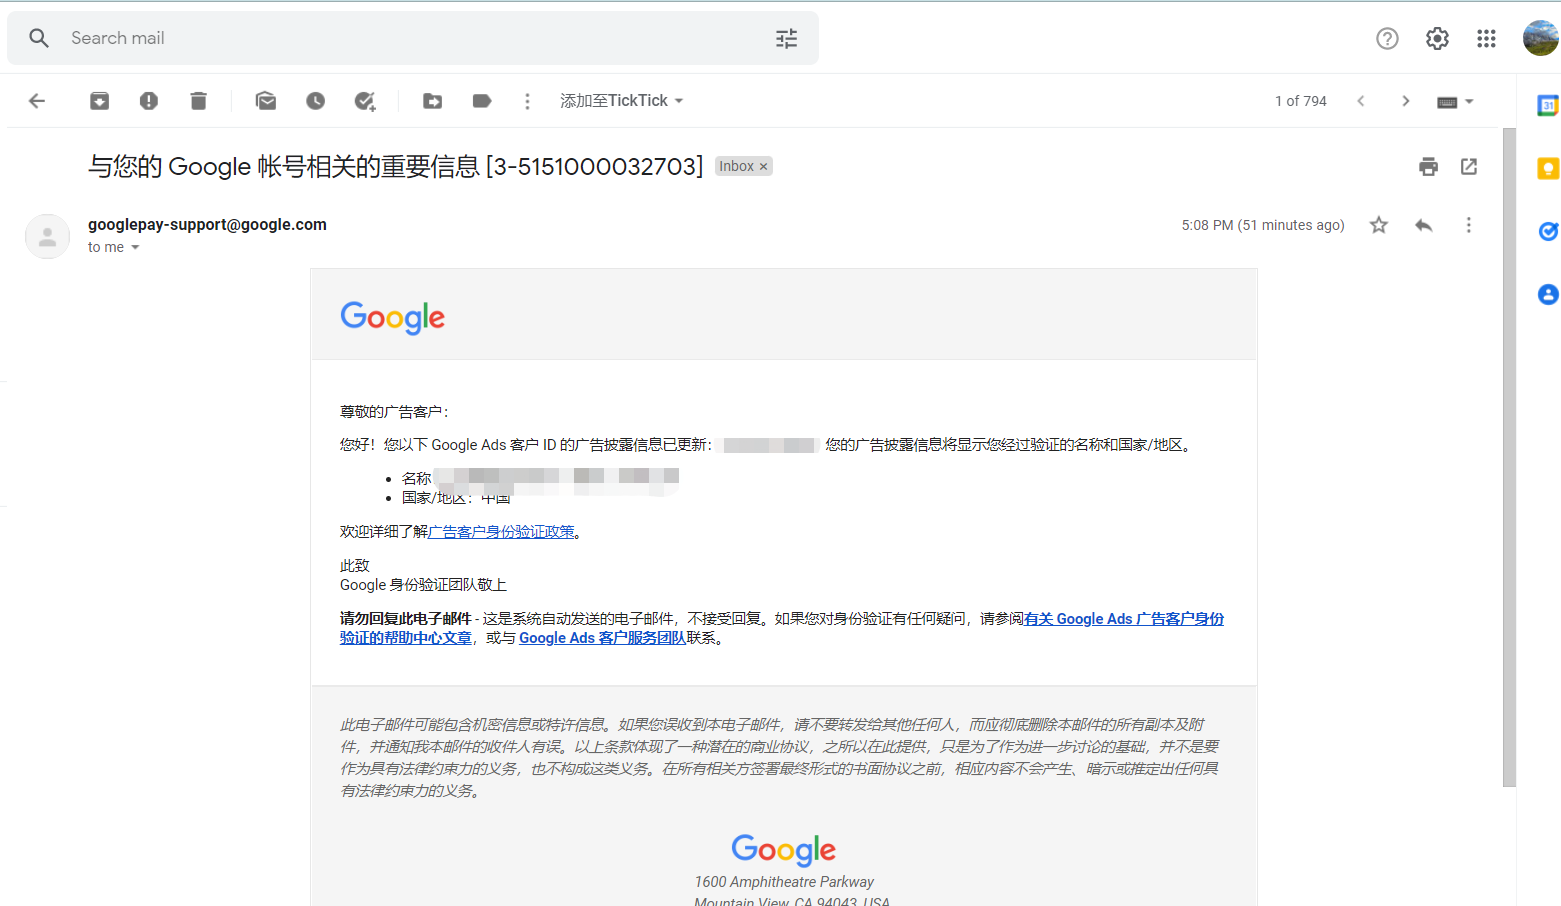 Search mail
添加至TickTick
1 of 794
31
与您的 Google 帐号相关的重要信息 [3-5151000032703]
Inbox ×
googlepay-support@google.com
5:08 PM (51 minutes ago)
to me
Google
尊敬的广告客户：
您好！您以下 Google Ads 客户 ID 的广告披露信息已更新： 您的广告披露信息将显示您经过验证的名称和国家/地区。
• 名称
• 国家/地区：中国
欢迎详细了解广告客户身份验证政策。
此致
Google 身份验证团队敬上
请勿回复此电子邮件 - 这是系统自动发送的电子邮件，不接受回复。如果您对身份验证有任何疑问，请参阅有关 Google Ads 广告客户身份
验证的帮助中心文章，或与 Google Ads 客户服务团队联系。
此电子邮件可能包含机密信息或特许信息。如果您误收到本电子邮件，请不要转发给其他任何人，而应彻底删除本邮件的所有副本及附
件，并通知我本邮件的收件人有误。以上条款体现了一种潜在的商业协议，之所以在此提供，只是为了作为进一步讨论的基础，并不是要
作为具有法律约束力的义务，也不构成这类义务。在所有相关方签署最终形式的书面协议之前，相应内容不会产生、暗示或推定出任何具
有法律约束力的义务。
Google
1600 Amphitheatre Parkway
Mountain View, CA 94043, USA